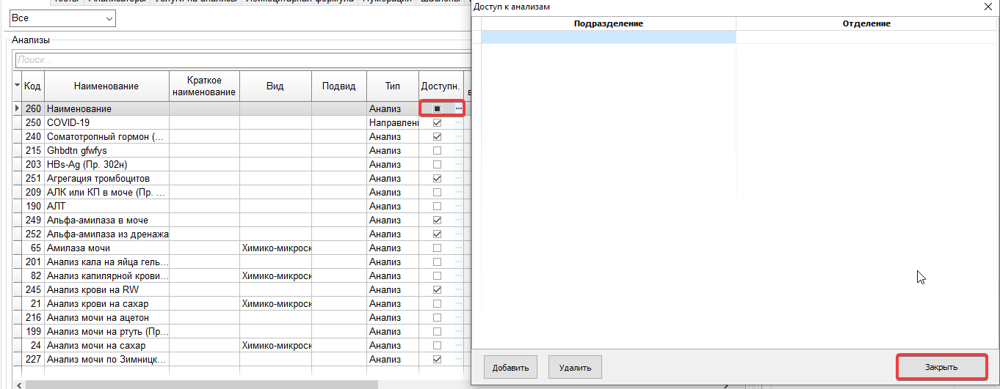 Тесты Анализаторы Услуги на анализы Лейкоцитарная формула Нумерация Шаблоны
Все
Анализы
Поиск...
Код Наименование Краткое наименование Вид Подвид Тип Доступн.
260 Наименование Анализ ...
250 COVID-19 Направлен ...
240 Соматотропный гормон (... Анализ ...
215 Ghbdtn gfwfys Анализ ...
203 HBs-Ag (Пр. 302н) Анализ ...
251 Агрегация тромбоцитов Анализ ...
209 АЛК или КП в моче (Пр. ... Анализ ...
190 АЛТ Анализ ...
249 Альфа-амилаза в моче Анализ ...
252 Альфа-амилаза из дренажа Анализ ...
65 Амилаза мочи Химико-микроск Анализ ...
201 Анализ кала на яйца гель... Анализ ...
82 Анализ капилярной крови... Химико-микроск Анализ ...
245 Анализ крови на RW Анализ ...
21 Анализ крови на сахар Химико-микроск Анализ ...
216 Анализ мочи на ацетон Анализ ...
199 Анализ мочи на ртуть (Пр... Анализ ...
24 Анализ мочи на сахар Химико-микроск Анализ ...
227 Анализ мочи по Зимницк... Анализ ...
Доступ к анализам
Подразделение Отделение
Добавить Удалить Закрыть